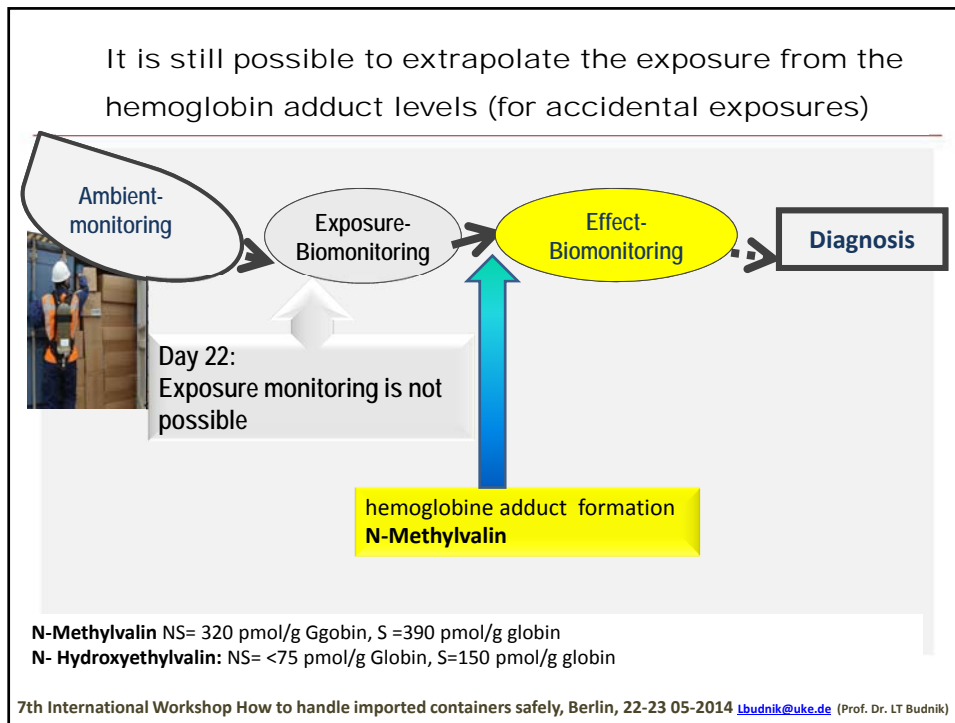 It is still possible to extrapolate the exposure from the
hemoglobin adduct levels (for accidental exposures)
Ambient-
monitoring
Exposure-
Biomonitoring
Effect-
Biomonitoring
Diagnosis
Day 22:
Exposure monitoring is not
possible
hemoglobine adduct formation
N-Methylvalin
N-Methylvalin NS= 320 pmol/g Ggobin, S =390 pmol/g globin
N- Hydroxyethylvalin: NS= <75 pmol/g Globin, S=150 pmol/g globin
7th International Workshop How to handle imported containers safely, Berlin, 22-23 05-2014 Lbudnik@uke.de (Prof. Dr. LT Budnik)